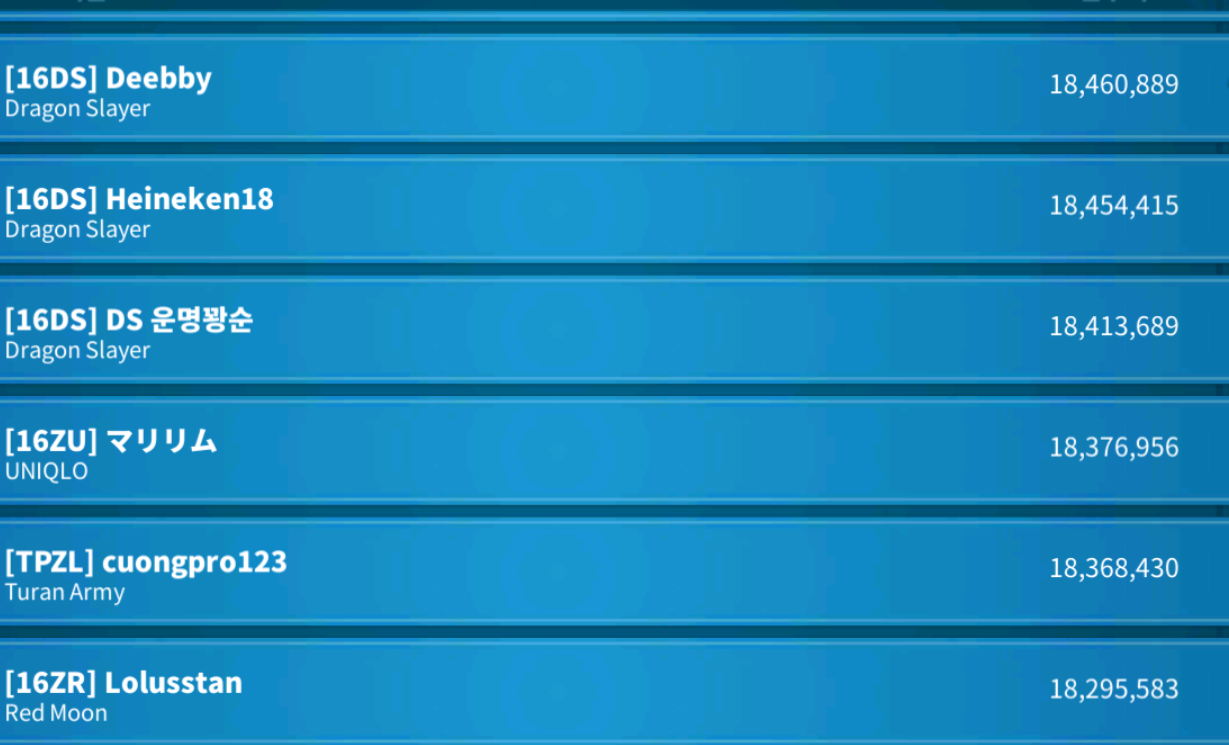 [16DS] Deebby
Dragon Slayer
18,460,889
[16DS] Heineken18
Dragon Slayer
18,454,415
[16DS] DS 운명꽝순
Dragon Slayer
18,413,689
[16ZU] マリリム
UNIQLO
18,376,956
[TPZL] cuongpro123
Turan Army
18,368,430
[16ZR] Lolusstan
Red Moon
18,295,583